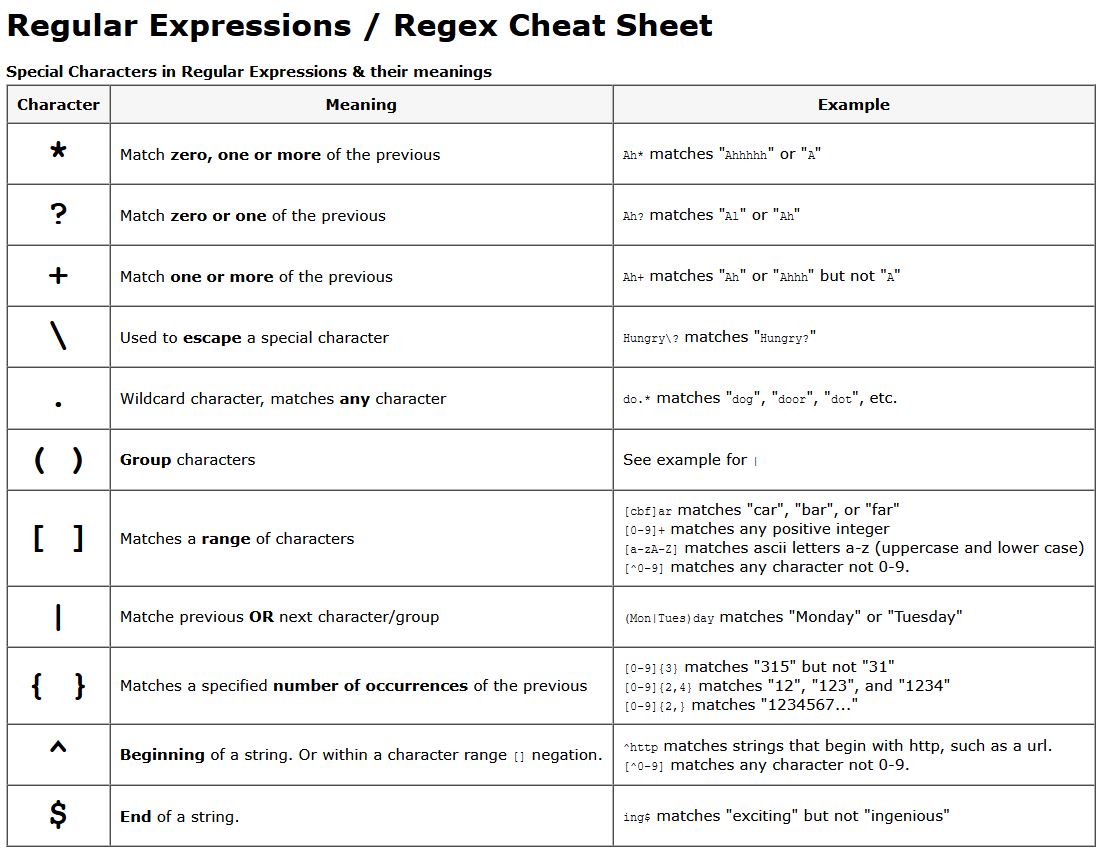 Regular Expressions / Regex Cheat Sheet
Special Characters in Regular Expressions & their meanings
Character Meaning Example
* Match zero, one or more of the previous Ah* matches "Ahhhhh" or "A"
? Match zero or one of the previous Ah? matches "Al" or "Ah"
+ Match one or more of the previous Ah+ matches "Ah" or "Ahhh" but not "A"
\ Used to escape a special character Hungry\? matches "Hungry?"
. Wildcard character, matches any character do.* matches "dog", "door", "dot", etc.
( ) Group characters See example for |
[ ] Matches a range of characters [cbf]ar matches "car", "bar", or "far"
[0-9]+ matches any positive integer
[a-zA-Z] matches ascii letters a-z (uppercase and lower case)
[^0-9] matches any character not 0-9.
| Matche previous OR next character/group (Mon|Tues)day matches "Monday" or "Tuesday"
{ } Matches a specified number of occurrences of the previous [0-9]{3} matches "315" but not "31"
[0-9]{2,4} matches "12", "123", and "1234"
[0-9]{2,} matches "1234567..."
^ Beginning of a string. Or within a character range [] negation. ^http matches strings that begin with http, such as a url.
[^0-9] matches any character not 0-9.
$ End of a string. ing$ matches "exciting" but not "ingenious"